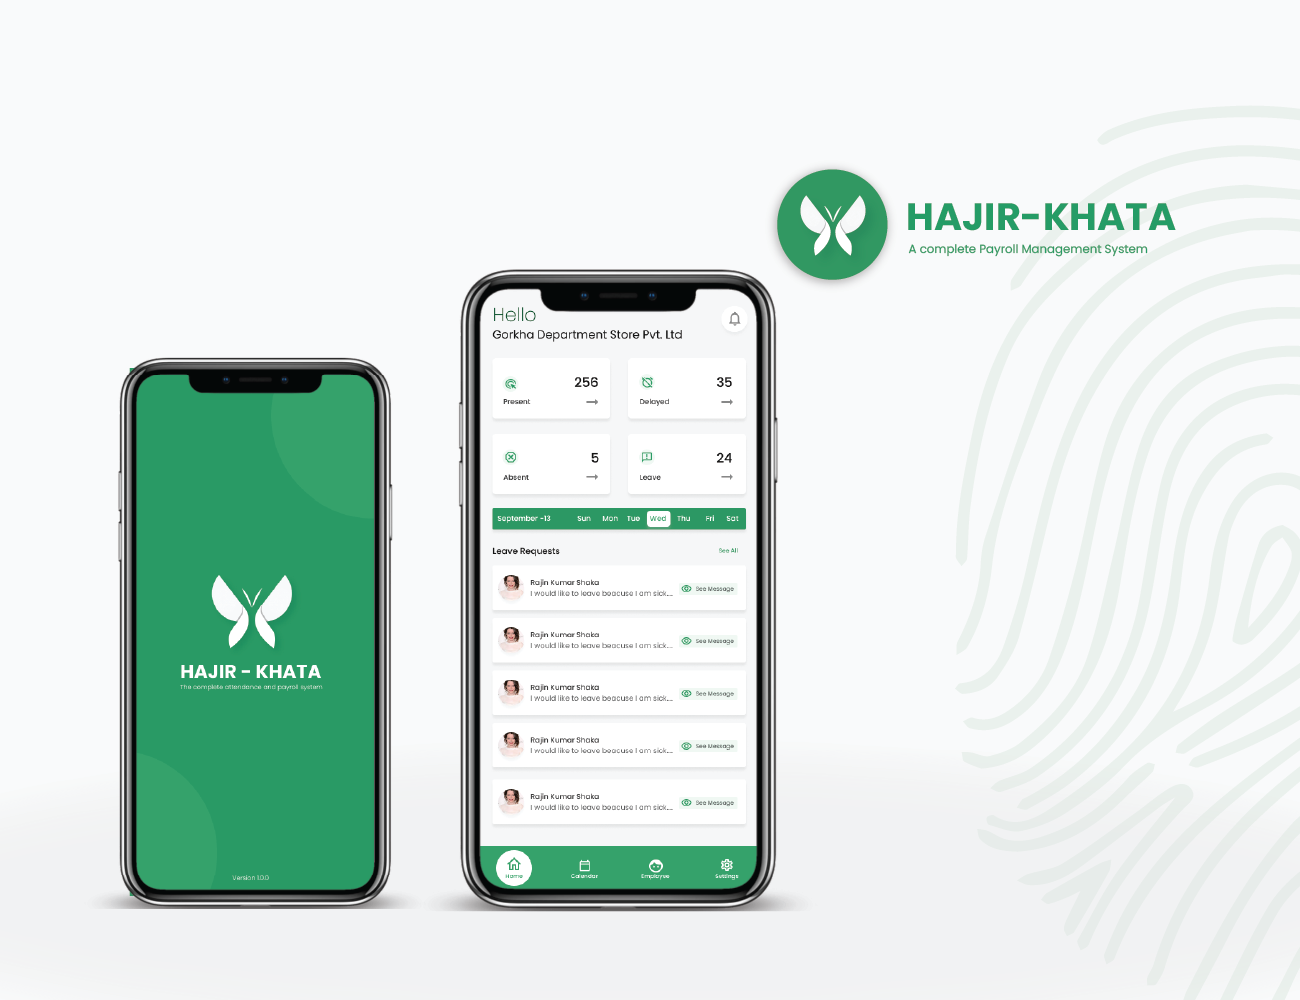 HAJIR-KHATA
A complete Payroll Management System
HAJIR - KHATA
The complete attendance and payroll system
Version 1.0.0
Hello
Gorkha Department Store Pvt. Ltd
256
Present
35
Delayed
5
Absent
24
Leave
September -13 Sun Mon Tue Wed Thu Fri Sat
Leave Requests See All
Rajin Kumar Shaka
I would like to leave beacuse I am sick.... See Message
Rajin Kumar Shaka
I would like to leave beacuse I am sick.... See Message
Rajin Kumar Shaka
I would like to leave beacuse I am sick.... See Message
Rajin Kumar Shaka
I would like to leave beacuse I am sick.... See Message
Rajin Kumar Shaka
I would like to leave beacuse I am sick.... See Message
Home Calendar Employee Settings